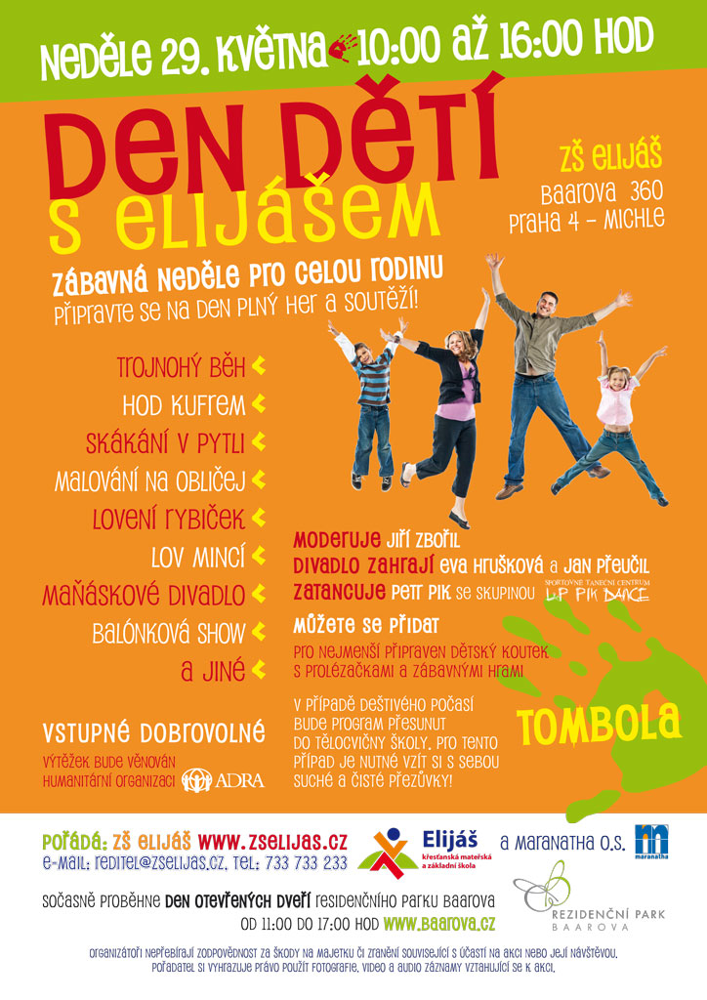 NEDĚLE 29. KVĚTNA 10:00 AŽ 16:00 HOD
DEN DĚTÍ
S ELIJÁŠEM
ZÁBAVNÁ NEDĚLE PRO CELOU RODINU
PŘIPRAVTE SE NA DEN PLNÝ HER A SOUTĚŽÍ!
ZŠ ELIJÁŠ
BAAROVA 360
PRAHA 4 – MICHLE
TROJNOHÝ BĚH
HOD KUFREM
SKÁKÁNÍ V PYTLI
MALOVÁNÍ NA OBLIČEJ
LOVENÍ RYBIČEK
LOV MINCÍ
MAŇÁSKOVÉ DIVADLO
BALÓNKOVÁ SHOW
A JINÉ
MODERUJE JIŘÍ ZBOŘIL
DIVADLO ZAHRAJÍ EVA HRUŠKOVÁ A JAN PŘEUČIL
ZATANCUJE PETR PIK SE SKUPINOU
SPORTOVNĚ TANEČNÍ CENTRUM
UP PIK DANCE
MŮŽETE SE PŘIDAT
PRO NEJMENŠÍ PŘIPRAVEN DĚTSKÝ KOUTEK
S PROLÉZAČKAMI A ZÁBAVNÝMI HRAMI
V PŘÍPADĚ DEŠTIVÉHO POČASÍ
BUDE PROGRAM PŘESUNUT
DO TĚLOCVIČNY ŠKOLY. PRO TENTO
PŘÍPAD JE NUTNÉ VZÍT SI S SEBOU
SUCHÉ A ČISTÉ PŘEZŮVKY!
TOMBOLA
VSTUPNÉ DOBROVOLNÉ
VÝTĚŽEK BUDE VĚNOVÁN
HUMANITÁRNÍ ORGANIZACI ADRA
POŘÁDÁ: ZŠ ELIJÁŠ WWW.ZSELIJAS.CZ
E-MAIL: REDITEL@ZSELIJAS.CZ, TEL: 733 733 233
Elijáš
křesťanská mateřská
a základní škola
A MARANATHA O.S.
maranatha
SOČASNĚ PROBĚHNE DEN OTEVŘENÝCH DVEŘÍ RESIDENČNÍHO PARKU BAAROVA
OD 11:00 DO 17:00 HOD WWW.BAAROVA.CZ
REZIDENČNÍ PARK
BAAROVA
ORGANIZÁTOŘI NEPŘEBÍRAJÍ ZODPOVĚDNOST ZA ŠKODY NA MAJETKU ČI ZRANĚNÍ SOUVISEJÍCÍ S ÚČASTÍ NA AKCI NEBO JEJÍ NÁVŠTĚVOU.
POŘADATEL SI VYHRAZUJE PRÁVO POUŽÍT FOTOGRAFIE, VIDEO A AUDIO ZÁZNAMY VZTAHUJÍCÍ SE K AKCI.